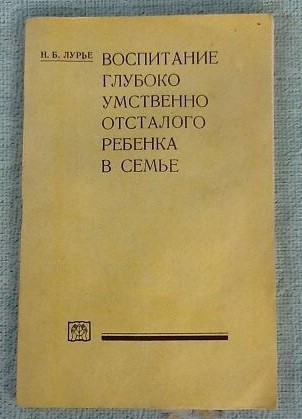 Н. Б. ЛУРЬЕ
ВОСПИТАНИЕ
ГЛУБОКО
УМСТВЕННО
ОТСТАЛОГО
РЕБЕНКА
В СЕМЬЕ